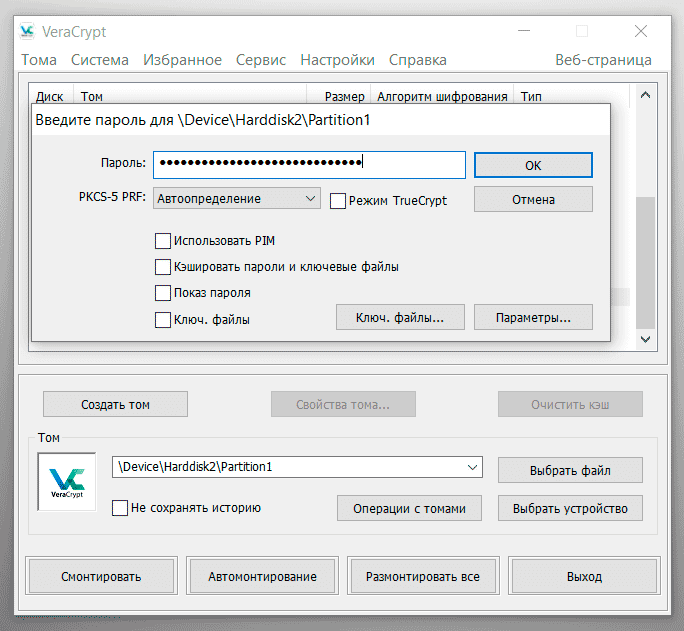 VeraCrypt
Тома Система Избранное Сервис Настройки Справка Веб-страница
Диск Том Размер Алгоритм шифрования Тип
Введите пароль для \Device\Harddisk2\Partition1
Пароль: ●●●●●●●●●●●●●●●●●●●●●●●●●●●●● OK
PKCS-5 PRF: Автоопределение Режим TrueCrypt Отмена
Использовать PIM
Кэшировать пароли и ключевые файлы
Показ пароля
Ключ. файлы Ключ. файлы... Параметры...
Создать том Свойства тома... Очистить кэш
Том
VeraCrypt \Device\Harddisk2\Partition1 Выбрать файл
Не сохранять историю Операции с томами Выбрать устройство
Смонтировать Автомонтирование Размонтировать все Выход